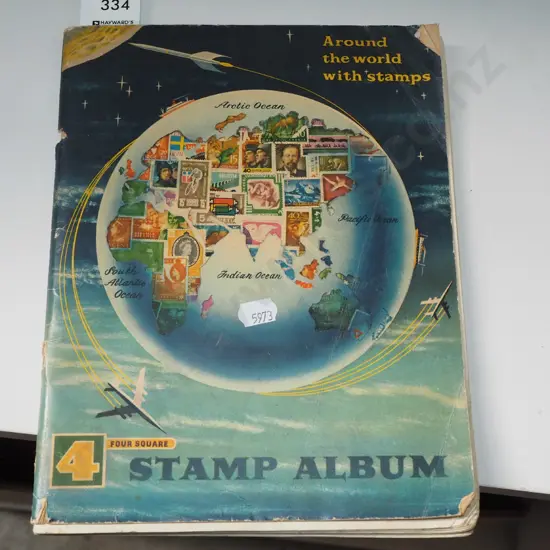 334
HAYWARD'S
Around
the world
with stamps
Arctic Ocean
Pacific Ocean
South
Atlantic
Ocean
Indian Ocean
5973
4
FOUR SQUARE
STAMP ALBUM